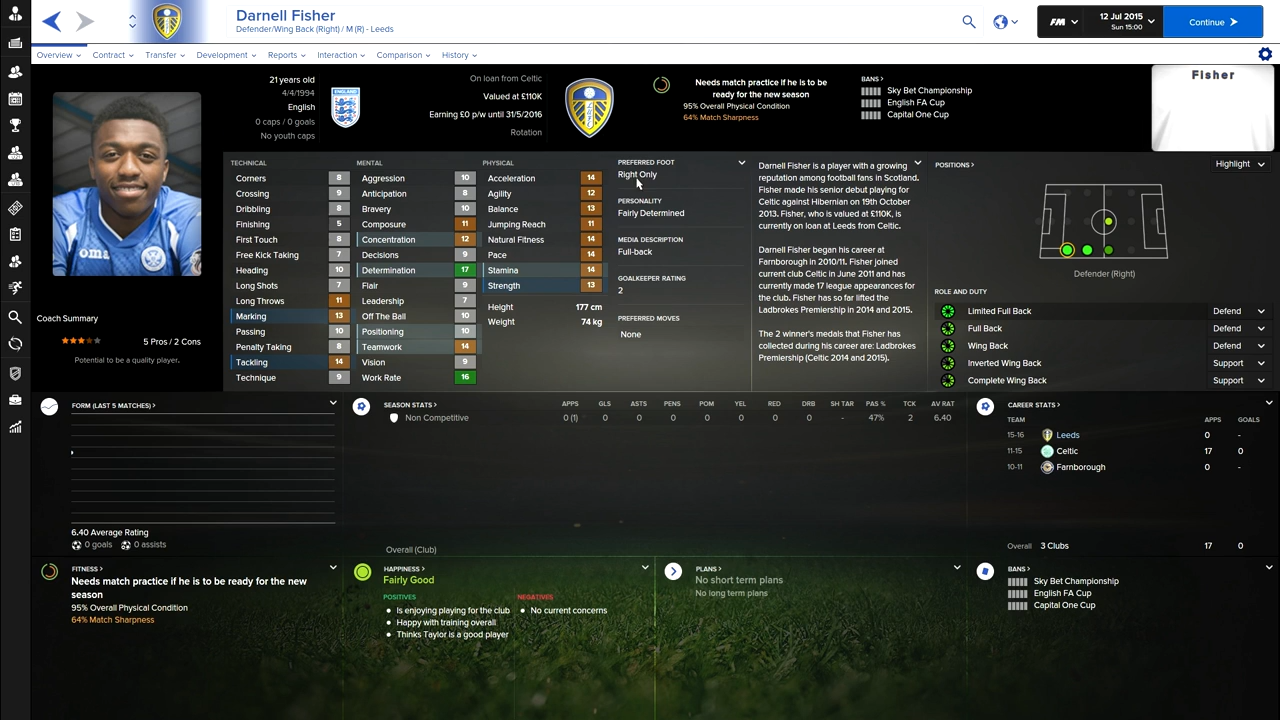 Darnell Fisher
Defender/Wing Back (Right) / M (R) - Leeds
FM
12 Jul 2015
Sun 15:00
Continue
Overview
Contract
Transfer
Development
Reports
Interaction
Comparison
History
21 years old
4/4/1994
English
0 caps / 0 goals
No youth caps
ENGLAND
On loan from Celtic
Valued at £110K
Earning £0 p/w until 31/5/2016
Rotation
Needs match practice if he is to be
ready for the new season
95% Overall Physical Condition
64% Match Sharpness
BANS >
Sky Bet Championship
English FA Cup
Capital One Cup
Fisher
Coach Summary
5 Pros / 2 Cons
Potential to be a quality player.
TECHNICAL
Corners 8
Crossing 9
Dribbling 8
Finishing 5
First Touch 8
Free Kick Taking 7
Heading 10
Long Shots 7
Long Throws 11
Marking 13
Passing 10
Penalty Taking 8
Tackling 14
Technique 9
MENTAL
Aggression 10
Anticipation 8
Bravery 10
Composure 11
Concentration 12
Decisions 9
Determination 17
Flair 9
Leadership 7
Off The Ball 10
Positioning 10
Teamwork 14
Vision 9
Work Rate 16
PHYSICAL
Acceleration 14
Agility 12
Balance 13
Jumping Reach 11
Natural Fitness 14
Pace 14
Stamina 14
Strength 13
Height 177 cm
Weight 74 kg
PREFERRED FOOT
Right Only
PERSONALITY
Fairly Determined
MEDIA DESCRIPTION
Full-back
GOALKEEPER RATING
2
PREFERRED MOVES
None
Darnell Fisher is a player with a growing
reputation among football fans in Scotland.
Fisher made his senior debut playing for
Celtic against Hibernian on 19th October
2013. Fisher, who is valued at £110K, is
currently on loan at Leeds from Celtic.
Darnell Fisher began his career at
Farnborough in 2010/11. Fisher joined
current club Celtic in June 2011 and has
currently made 17 league appearances for
the club. Fisher has so far lifted the
Ladbrokes Premiership in 2014 and 2015.
The 2 winner's medals that Fisher has
collected during his career are: Ladbrokes
Premiership (Celtic 2014 and 2015).
POSITIONS >
Highlight
Defender (Right)
ROLE AND DUTY
Limited Full Back Defend
Full Back Defend
Wing Back Defend
Inverted Wing Back Support
Complete Wing Back Support
FORM (LAST 5 MATCHES) >
6.40 Average Rating
0 goals 0 assists
SEASON STATS > APPS GLS ASTS PENS POM YEL RED DRB SH TAR PAS % TCK AV RAT
Non Competitive 0 (1) 0 0 0 0 0 0 0 - 47% 2 6.40
Overall (Club)
CAREER STATS >
TEAM APPS GOALS
15-16 Leeds 0 -
11-15 Celtic 17 0
10-11 Farnborough 0 -
Overall 3 Clubs 17 0
FITNESS >
Needs match practice if he is to be ready for the new
season
95% Overall Physical Condition
64% Match Sharpness
HAPPINESS >
Fairly Good
POSITIVES
Is enjoying playing for the club
Happy with training overall
Thinks Taylor is a good player
NEGATIVES
No current concerns
PLANS >
No short term plans
No long term plans
BANS >
Sky Bet Championship
English FA Cup
Capital One Cup